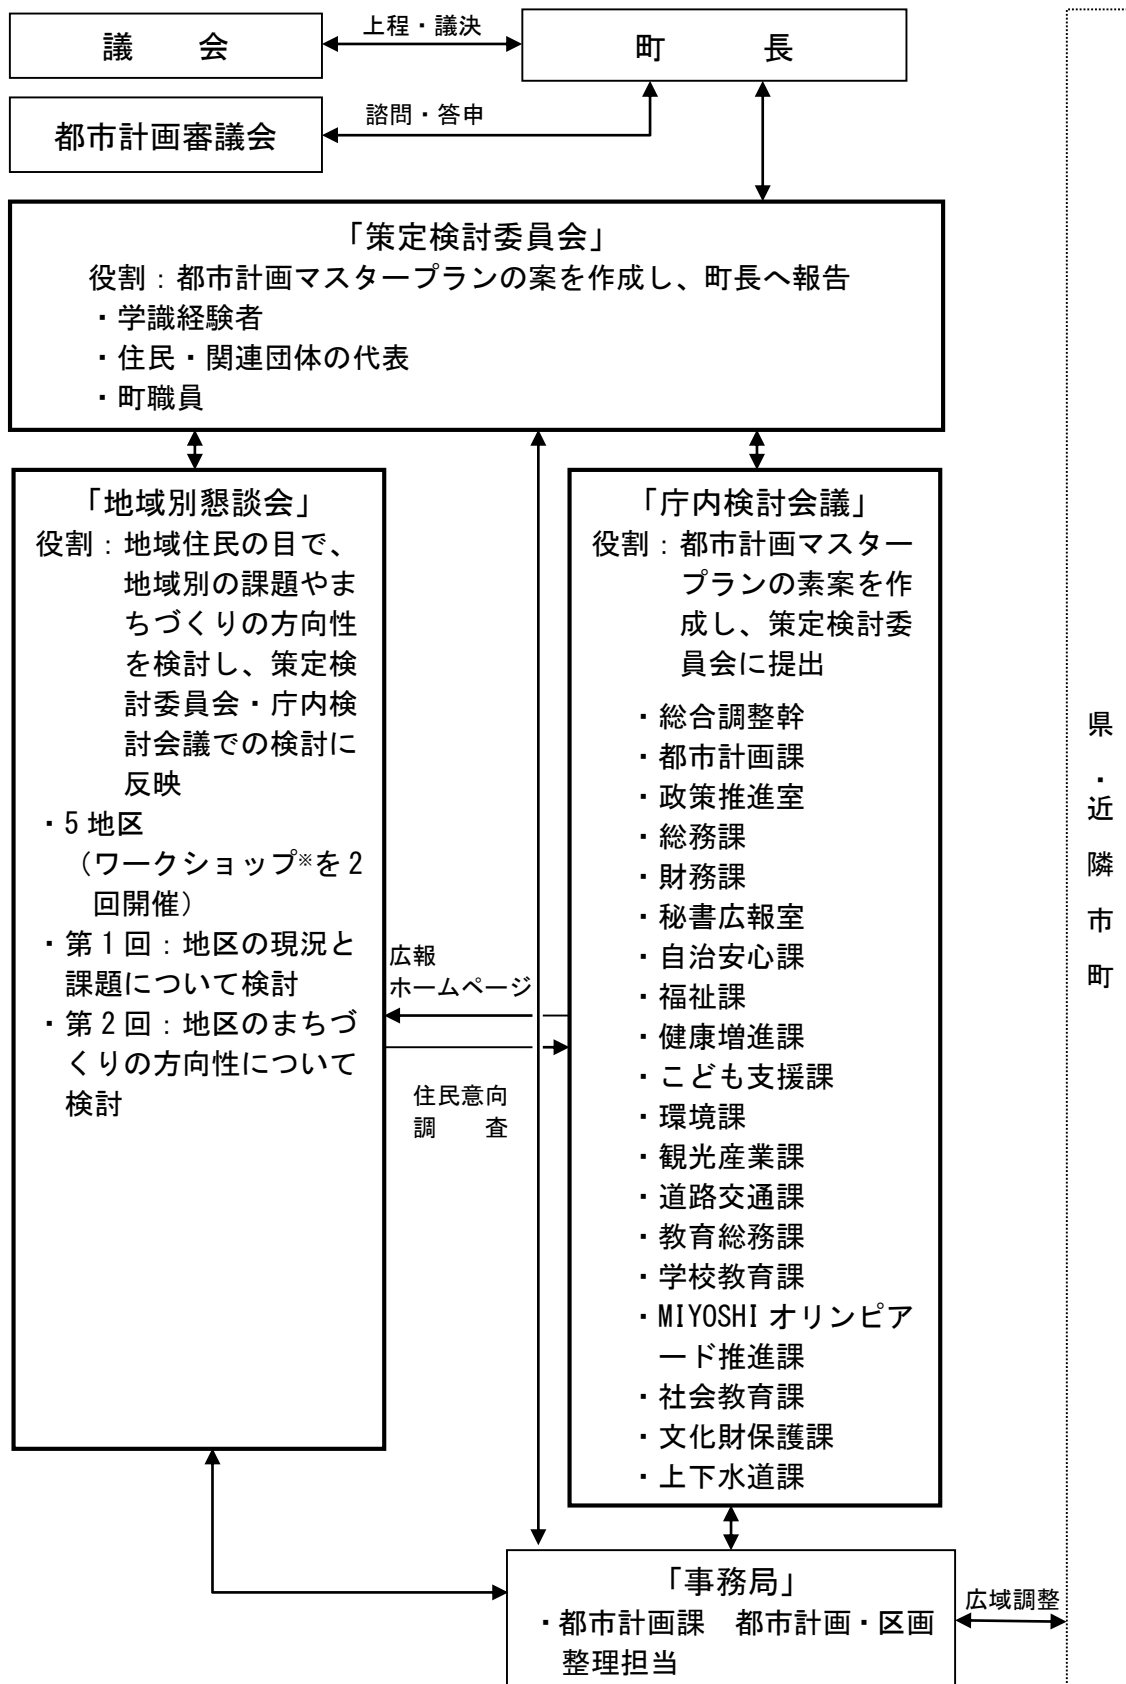 議　　会
上程・議決
町　　　長
都市計画審議会
諮問・答申
「策定検討委員会」
役割：都市計画マスタープランの案を作成し、町長へ報告
・学識経験者
・住民・関連団体の代表
・町職員
「地域別懇談会」
役割：地域住民の目で、
地域別の課題やま
ちづくりの方向性
を検討し、策定検
討委員会・庁内検
討会議での検討に
反映
・5地区
（ワークショップ※を2
回開催）
・第1回：地区の現況と
課題について検討
・第2回：地区のまちづ
くりの方向性について
検討
広報
ホームページ
住民意向
調　　査
「庁内検討会議」
役割：都市計画マスター
プランの素案を作
成し、策定検討委
員会に提出
・総合調整幹
・都市計画課
・政策推進室
・総務課
・財務課
・秘書広報室
・自治安心課
・福祉課
・健康増進課
・こども支援課
・環境課
・観光産業課
・道路交通課
・教育総務課
・学校教育課
・MIYOSHI オリンピア
ード推進課
・社会教育課
・文化財保護課
・上下水道課
「事務局」
・都市計画課　都市計画・区画
整理担当
広域調整
県・近隣市町